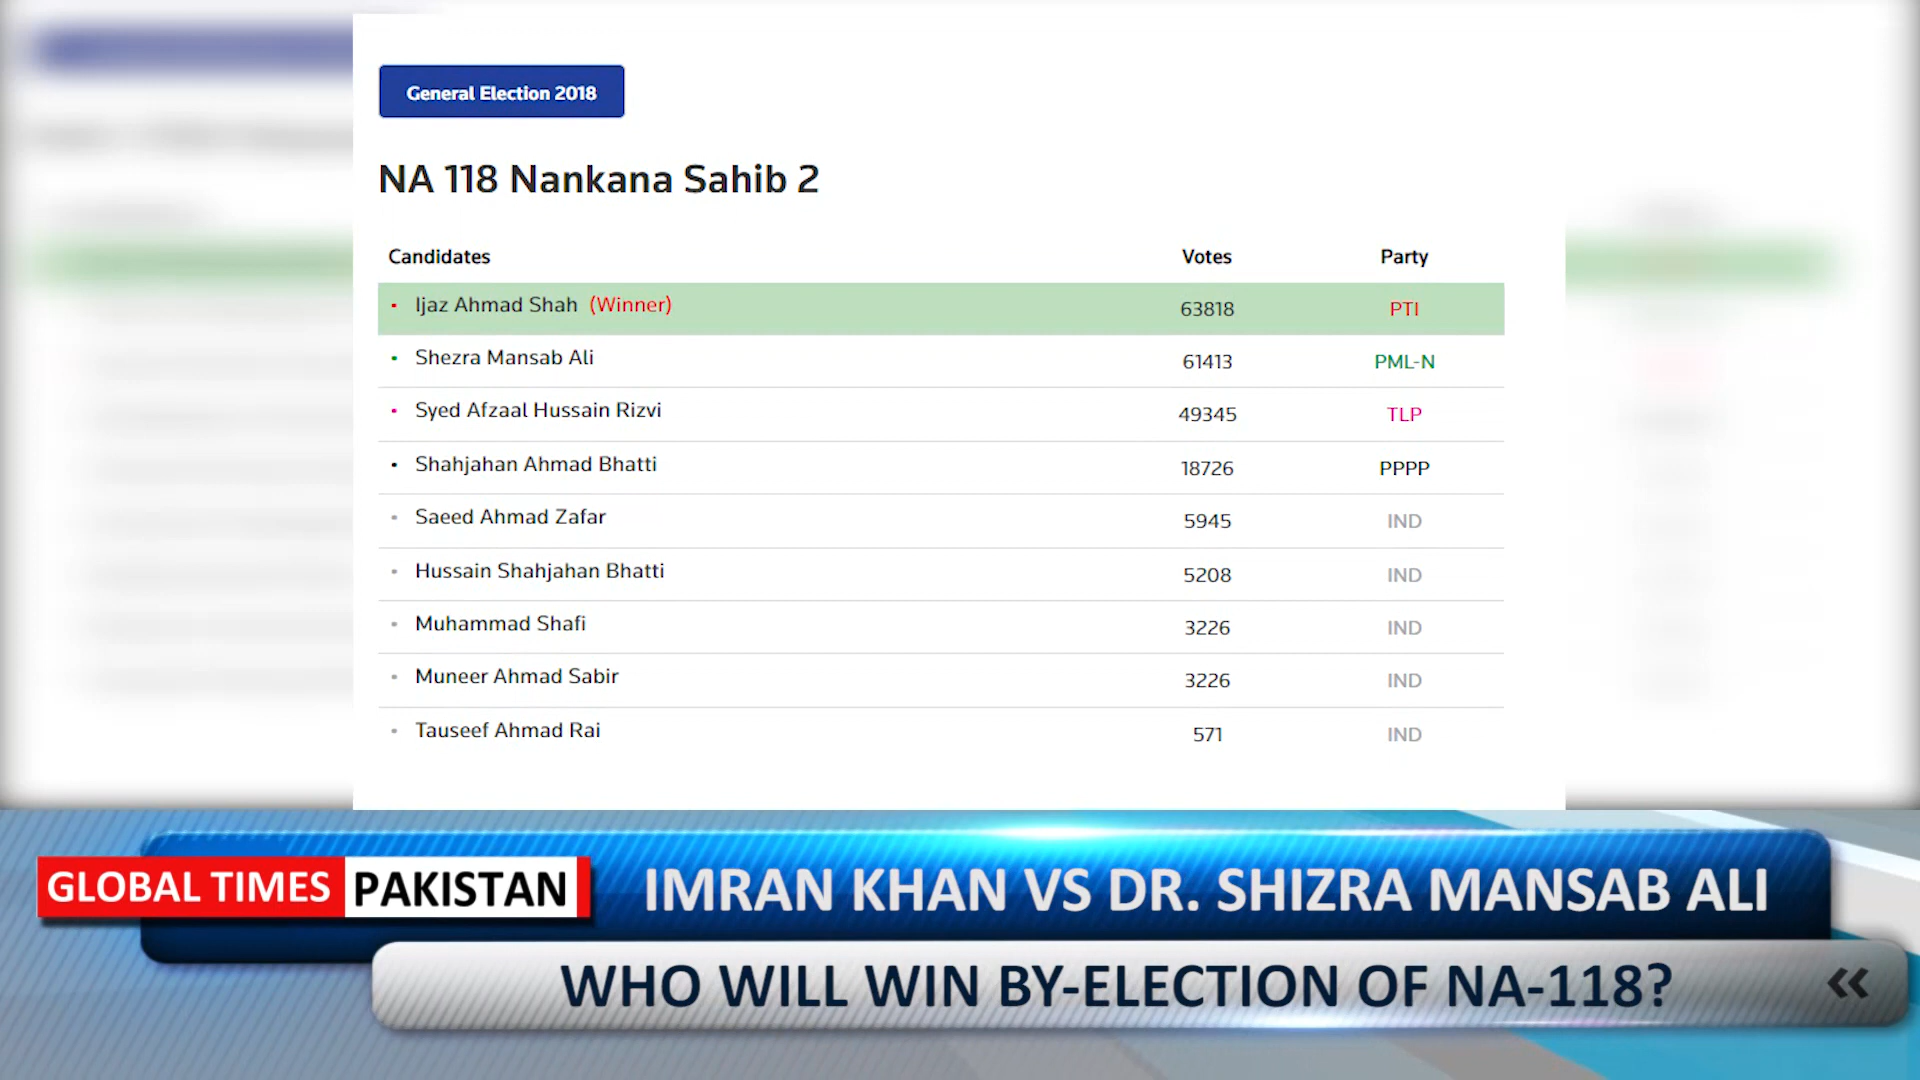 General Election 2018
NA 118 Nankana Sahib 2
Candidates Votes Party
Ijaz Ahmad Shah (Winner) 63818 PTI
Shezra Mansab Ali 61413 PML-N
Syed Afzaal Hussain Rizvi 49345 TLP
Shahjahan Ahmad Bhatti 18726 PPPP
Saeed Ahmad Zafar 5945 IND
Hussain Shahjahan Bhatti 5208 IND
Muhammad Shafi 3226 IND
Muneer Ahmad Sabir 3226 IND
Tauseef Ahmad Rai 571 IND
GLOBAL TIMES PAKISTAN
IMRAN KHAN VS DR. SHIZRA MANSAB ALI
WHO WILL WIN BY-ELECTION OF NA-118?